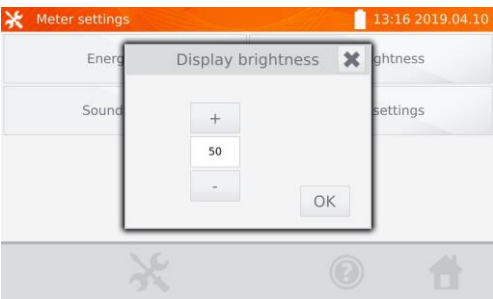 Meter settings 13:16 2019.04.10
Energ Display brightness ghtness
Sound + settings
50
-
OK